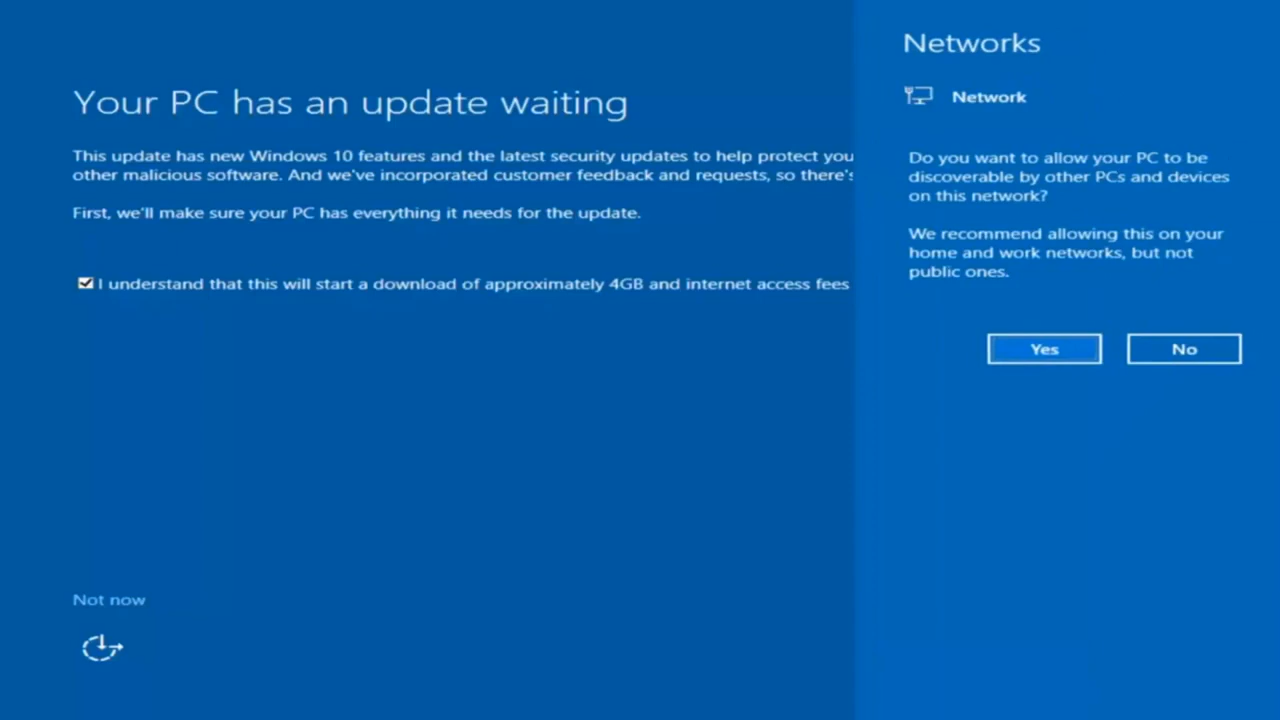 Your PC has an update waiting
This update has new Windows 10 features and the latest security updates to help protect you
other malicious software. And we've incorporated customer feedback and requests, so there's
First, we'll make sure your PC has everything it needs for the update.
I understand that this will start a download of approximately 4GB and internet access fees
Not now
Networks
Network
Do you want to allow your PC to be
discoverable by other PCs and devices
on this network?
We recommend allowing this on your
home and work networks, but not
public ones.
Yes
No